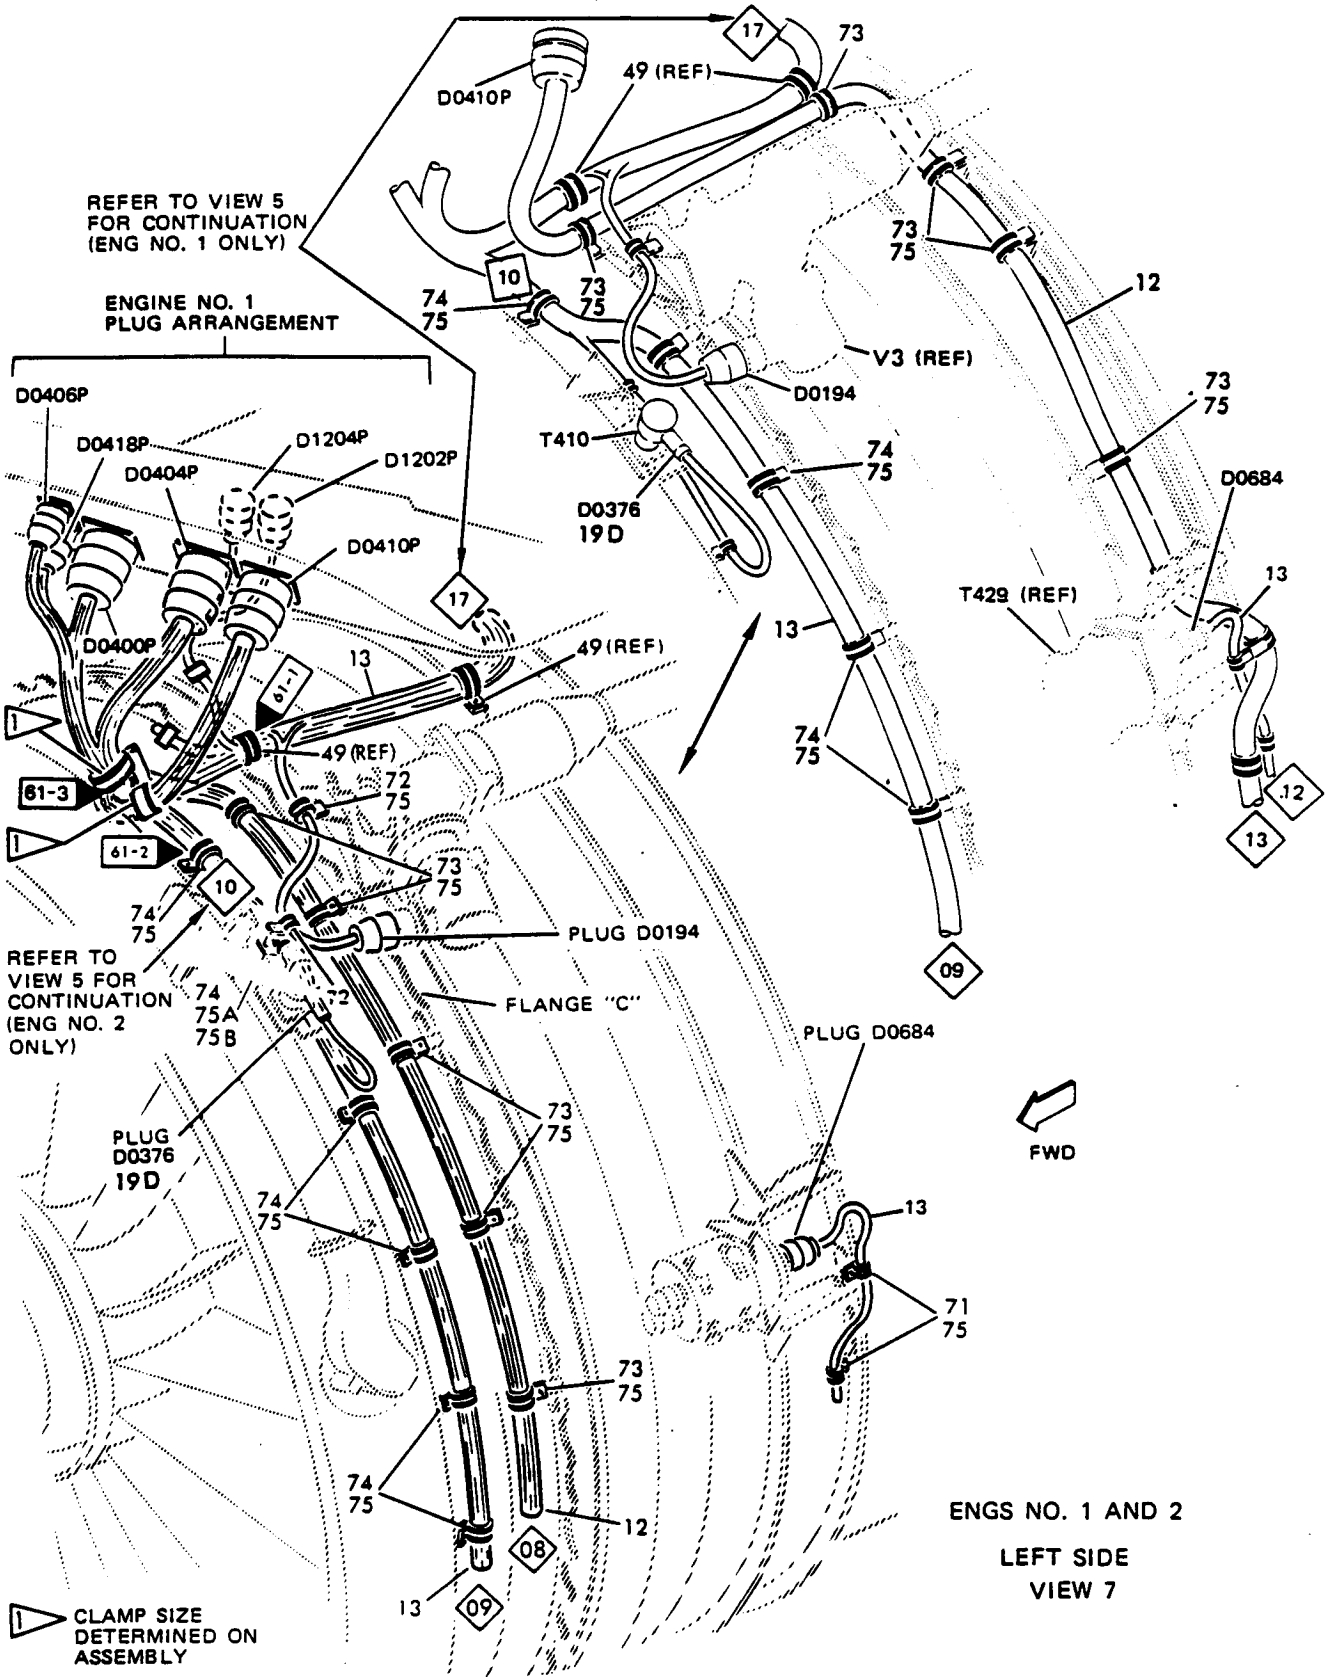 17
73
49 (REF)
D0410P
REFER TO VIEW 5
FOR CONTINUATION
(ENG NO. 1 ONLY)
73
75
10
73
75
74
75
12
ENGINE NO. 1
PLUG ARRANGEMENT
V3 (REF)
D0194
73
75
D0406P
D0418P
D1204P
D0404P
D1202P
T410
74
75
D0684
D0376
19D
D0410P
17
T429 (REF)
13
D0400P
13
13
49 (REF)
61-1
1
49 (REF)
74
75
72
75
61-3
12
1
61-2
13
73
75
10
74
75
PLUG D0194
09
REFER TO
VIEW 5 FOR
CONTINUATION
(ENG NO. 2
ONLY)
74
75A
75B
72
FLANGE "C"
PLUG D0684
FWD
73
75
PLUG
D0376
19D
74
75
13
71
75
73
75
74
75
12
08
13
09
ENGS NO. 1 AND 2
LEFT SIDE
VIEW 7
1
CLAMP SIZE
DETERMINED ON
ASSEMBLY